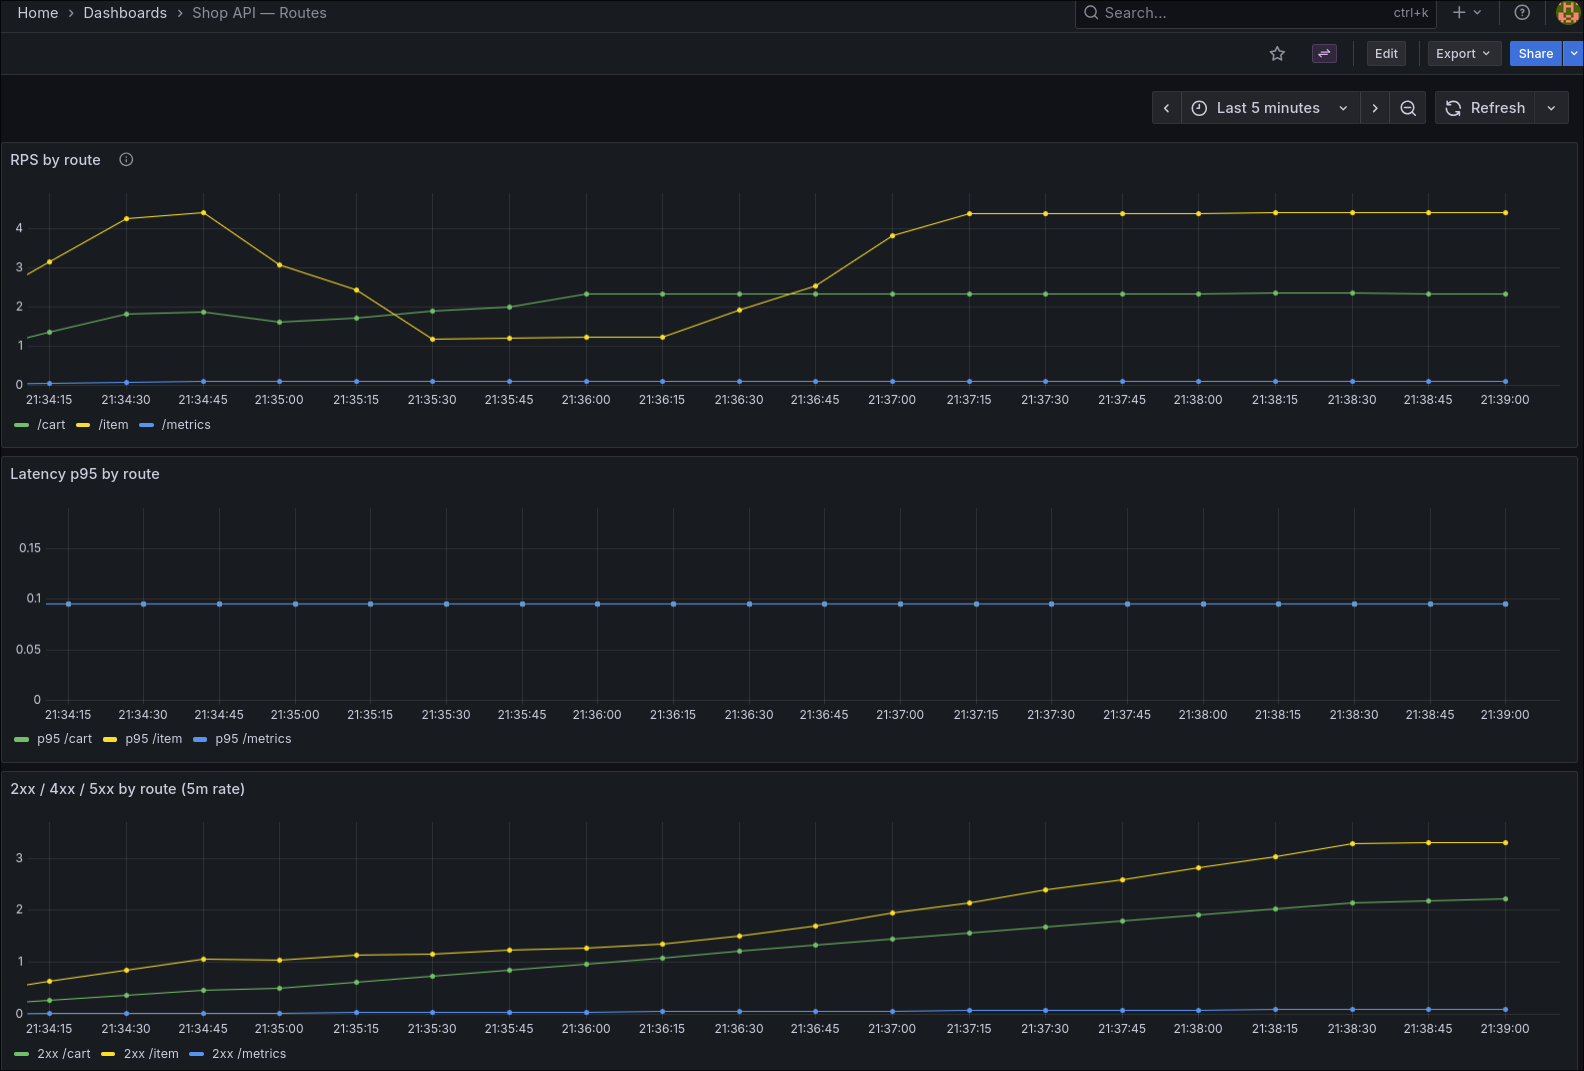 Home › Dashboards › Shop API — Routes
Search...
ctrl+k
Edit
Export
Share
Last 5 minutes
Refresh
RPS by route
4
3
2
1
0
21:34:15 21:34:30 21:34:45 21:35:00 21:35:15 21:35:30 21:35:45 21:36:00 21:36:15 21:36:30 21:36:45 21:37:00 21:37:15 21:37:30 21:37:45 21:38:00 21:38:15 21:38:30 21:38:45 21:39:00
/cart /item /metrics
Latency p95 by route
0.15
0.1
0.05
0
21:34:15 21:34:30 21:34:45 21:35:00 21:35:15 21:35:30 21:35:45 21:36:00 21:36:15 21:36:30 21:36:45 21:37:00 21:37:15 21:37:30 21:37:45 21:38:00 21:38:15 21:38:30 21:38:45 21:39:00
p95 /cart p95 /item p95 /metrics
2xx / 4xx / 5xx by route (5m rate)
3
2
1
0
21:34:15 21:34:30 21:34:45 21:35:00 21:35:15 21:35:30 21:35:45 21:36:00 21:36:15 21:36:30 21:36:45 21:37:00 21:37:15 21:37:30 21:37:45 21:38:00 21:38:15 21:38:30 21:38:45 21:39:00
2xx /cart 2xx /item 2xx /metrics